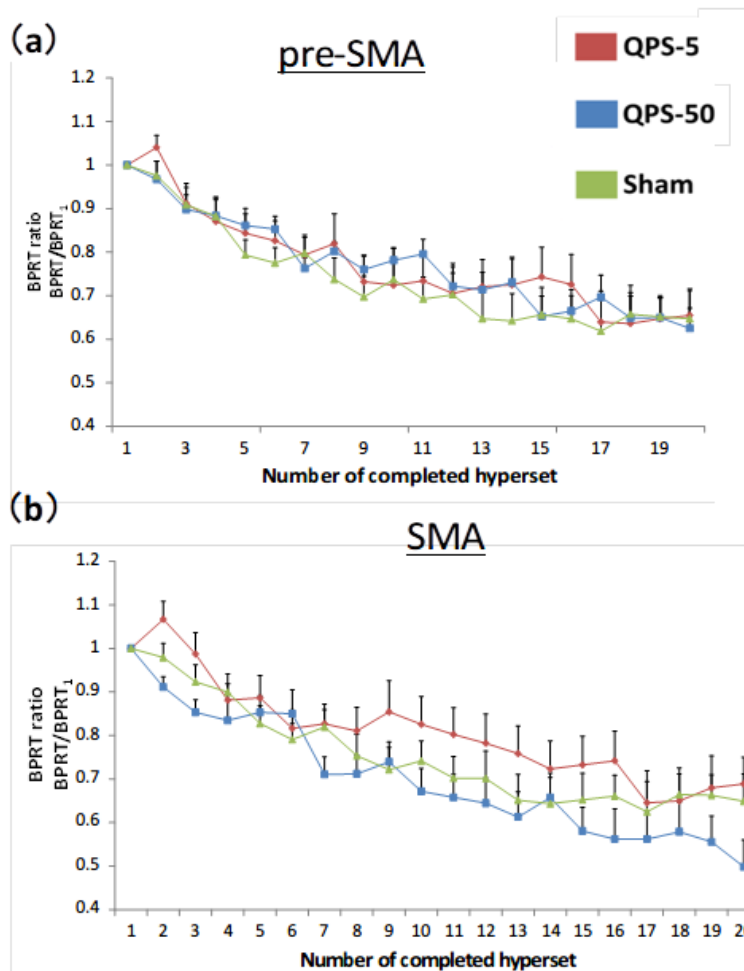 (a)
pre-SMA
QPS-5
QPS-50
Sham
BPRT ratio
BPRT/BPRT₁
1.2
1.1
1
0.9
0.8
0.7
0.6
0.5
0.4
1 3 5 7 9 11 13 15 17 19
Number of completed hyperset
(b)
SMA
BPRT ratio
BPRT/BPRT₁
1.2
1.1
1
0.9
0.8
0.7
0.6
0.5
0.4
1 2 3 4 5 6 7 8 9 10 11 12 13 14 15 16 17 18 19 20
Number of completed hyperset